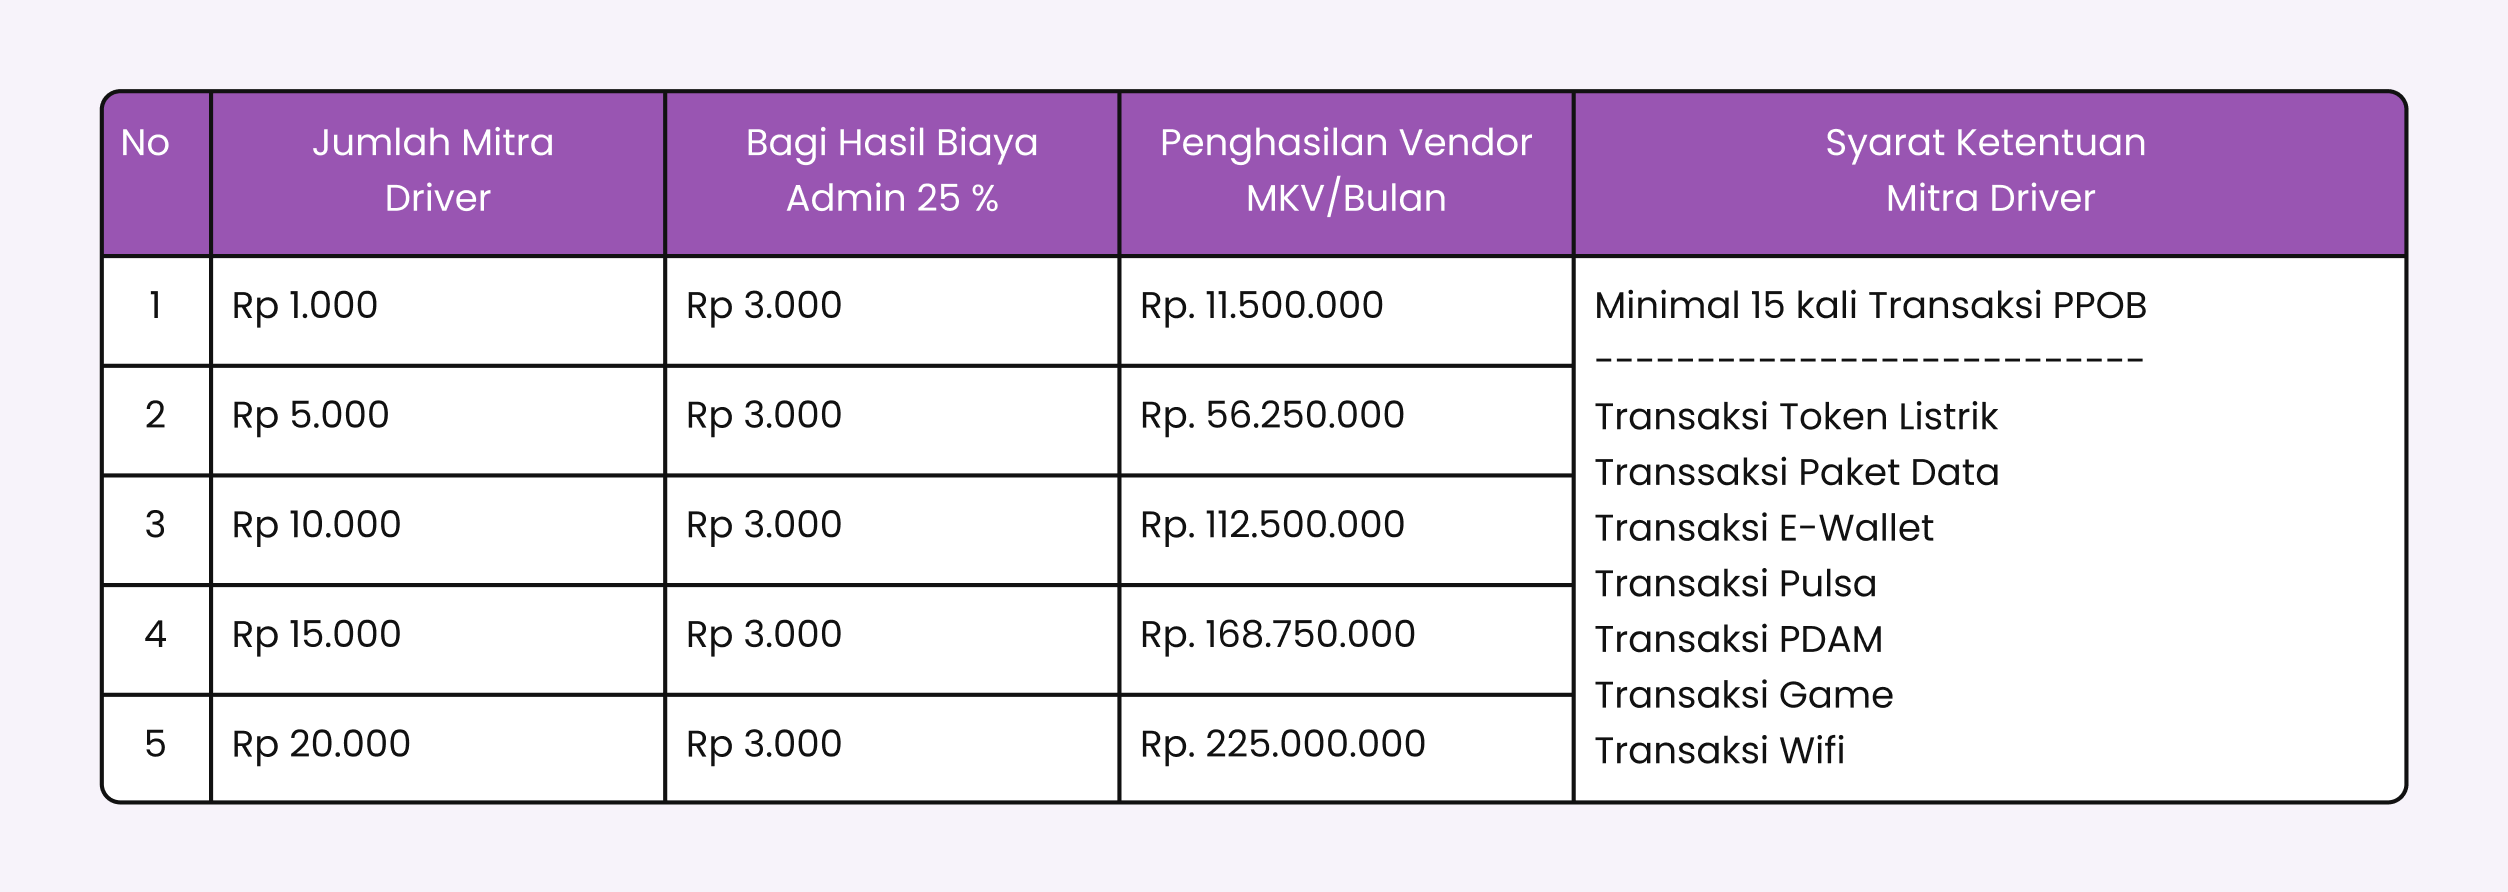 No
Jumlah Mitra
Driver
Bagi Hasil Biaya
Admin 25 %
Penghasilan Vendor
MKV/Bulan
Syarat Ketentuan
Mitra Driver
1
Rp 1.000
Rp 3.000
Rp. 11.500.000
2
Rp 5.000
Rp 3.000
Rp. 56.250.000
3
Rp 10.000
Rp 3.000
Rp. 112.500.000
4
Rp 15.000
Rp 3.000
Rp. 168.750.000
5
Rp 20.000
Rp 3.000
Rp. 225.000.000
Minimal 15 kali Transaksi PPOB
---------------------------
Transaksi Token Listrik
Transsaksi Paket Data
Transaksi E-Wallet
Transaksi Pulsa
Transaksi PDAM
Transaksi Game
Transaksi Wifi